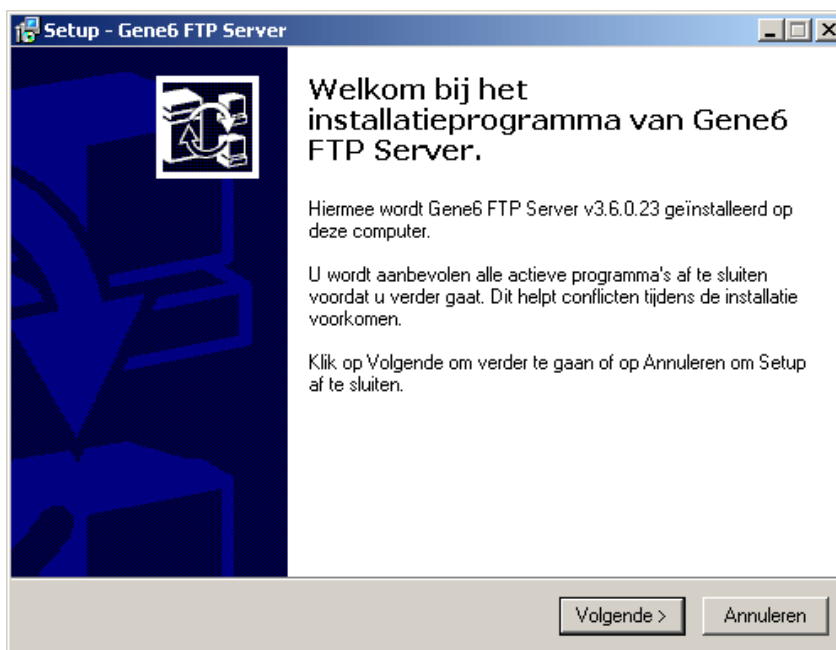 Setup - Gene6 FTP Server
Welkom bij het
installatieprogramma van Gene6
FTP Server.
Hiermee wordt Gene6 FTP Server v3.6.0.23 geïnstalleerd op
deze computer.
U wordt aanbevolen alle actieve programma's af te sluiten
voordat u verder gaat. Dit helpt conflicten tijdens de installatie
voorkomen.
Klik op Volgende om verder te gaan of op Annuleren om Setup
af te sluiten.
Volgende > Annuleren